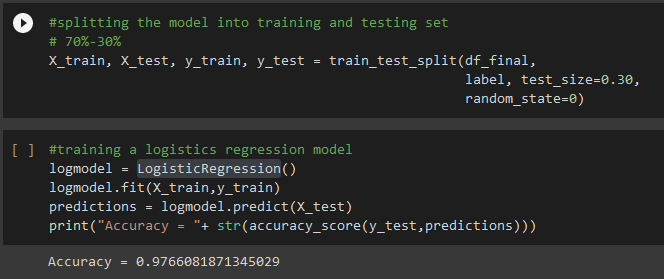 #splitting the model into training and testing set
# 70%-30%
X_train, X_test, y_train, y_test = train_test_split(df_final,
label, test_size=0.30,
random_state=0)
[ ] #training a logistics regression model
logmodel = LogisticRegression()
logmodel.fit(X_train,y_train)
predictions = logmodel.predict(X_test)
print("Accuracy = "+ str(accuracy_score(y_test,predictions)))
Accuracy = 0.9766081871345029